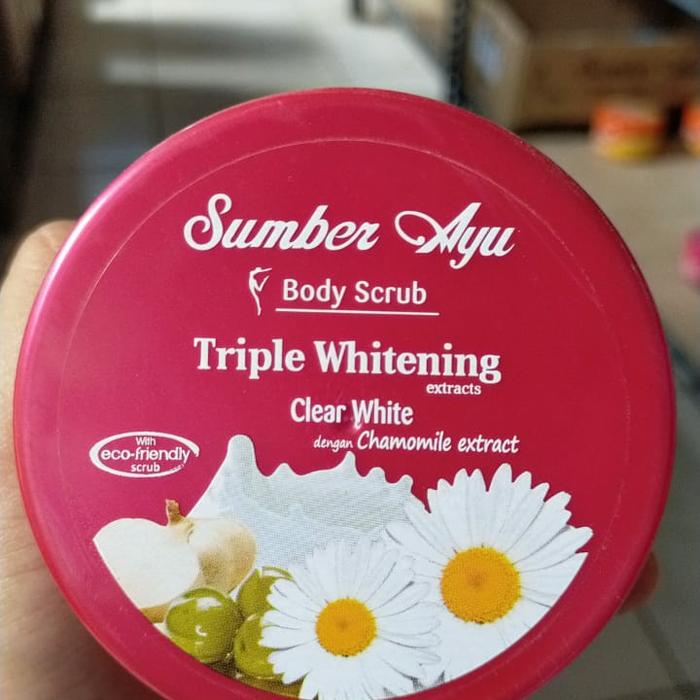 Sumber Ayu
Body Scrub
Triple Whitening
extracts
Clear White
dengan Chamomile extract
With
eco-friendly
scrub